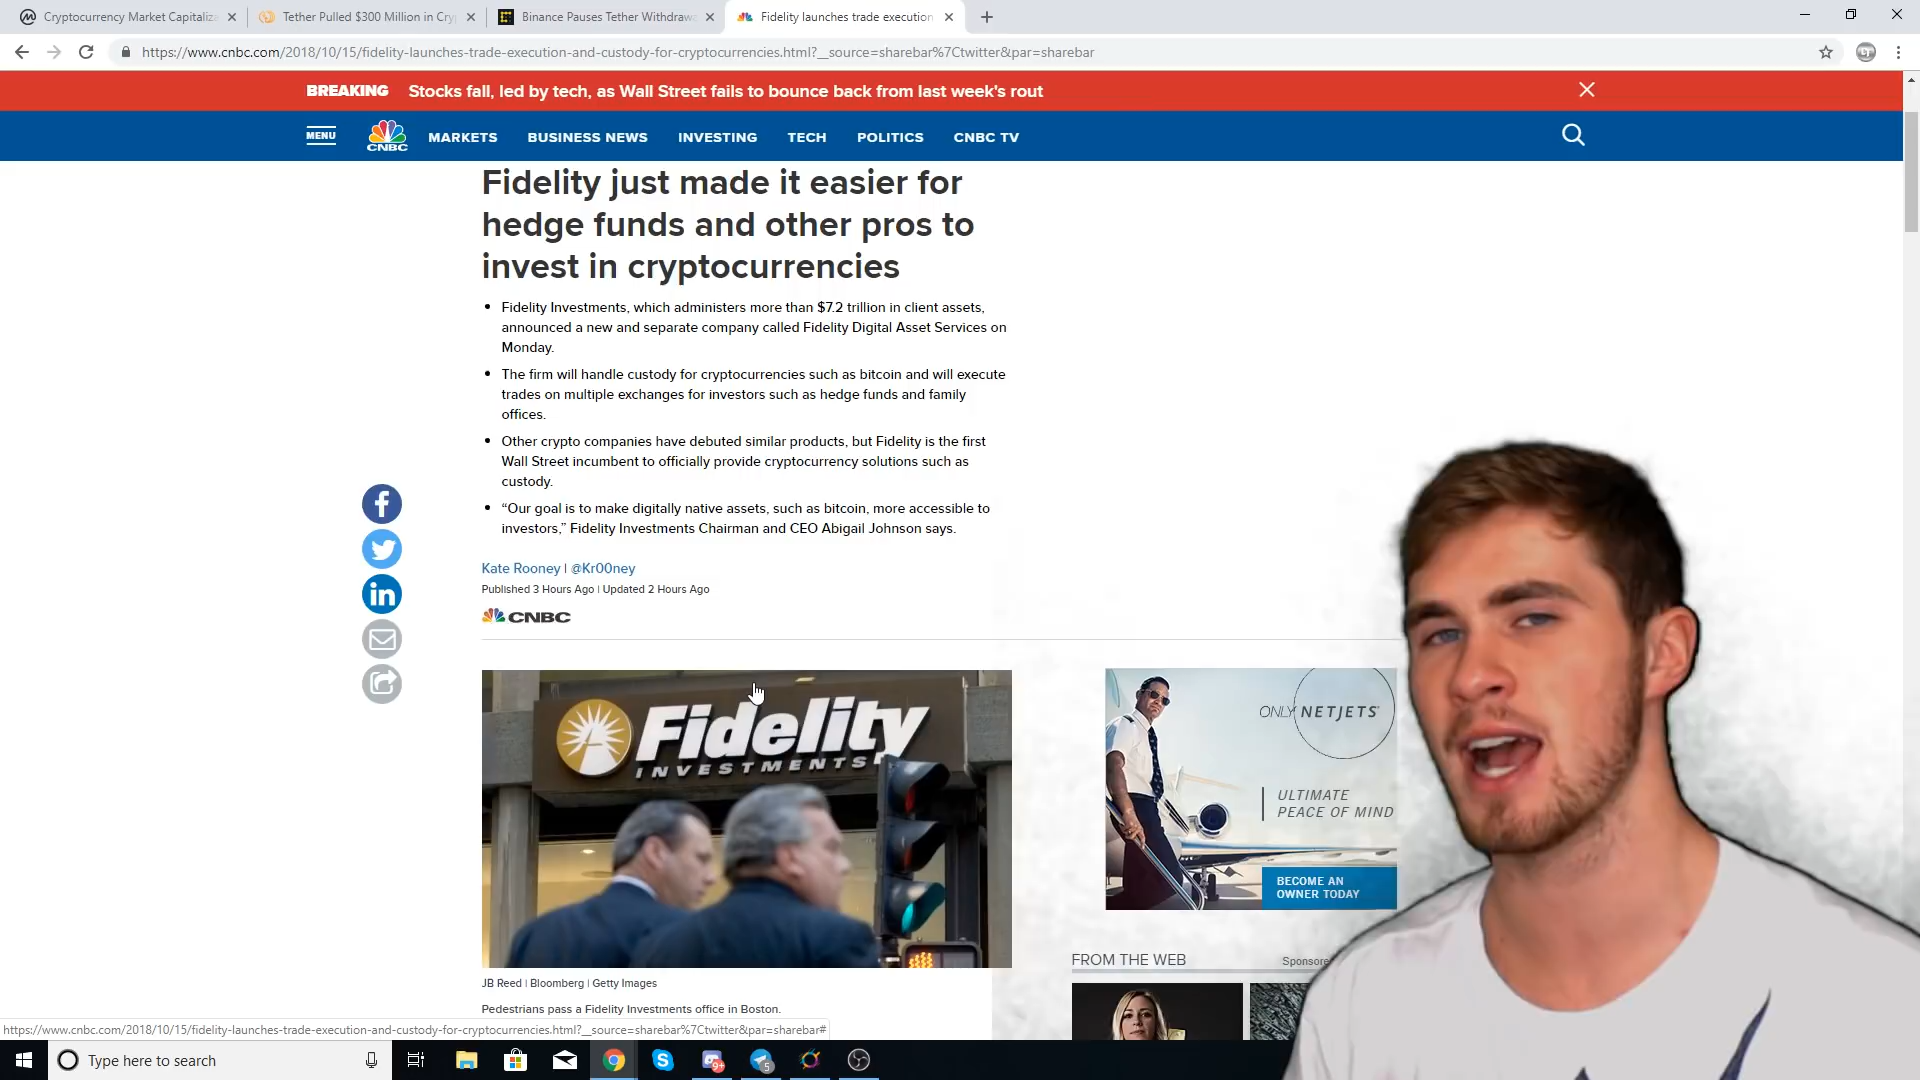 Cryptocurrency Market Capitaliza
Tether Pulled $300 Million in Cry
Binance Pauses Tether Withdraw
Fidelity launches trade execution
https://www.cnbc.com/2018/10/15/fidelity-launches-trade-execution-and-custody-for-cryptocurrencies.html?__source=sharebar%7Ctwitter&par=sharebar
BREAKING Stocks fall, led by tech, as Wall Street fails to bounce back from last week's rout
MENU CNBC MARKETS BUSINESS NEWS INVESTING TECH POLITICS CNBC TV
Fidelity just made it easier for
hedge funds and other pros to
invest in cryptocurrencies
• Fidelity Investments, which administers more than $7.2 trillion in client assets,
announced a new and separate company called Fidelity Digital Asset Services on
Monday.
• The firm will handle custody for cryptocurrencies such as bitcoin and will execute
trades on multiple exchanges for investors such as hedge funds and family
offices.
• Other crypto companies have debuted similar products, but Fidelity is the first
Wall Street incumbent to officially provide cryptocurrency solutions such as
custody.
• “Our goal is to make digitally native assets, such as bitcoin, more accessible to
investors,” Fidelity Investments Chairman and CEO Abigail Johnson says.
Kate Rooney | @Kr00ney
Published 3 Hours Ago | Updated 2 Hours Ago
CNBC
Fidelity
INVESTMENTS
ONLY NETJETS
ULTIMATE
PEACE OF MIND
BECOME AN
OWNER TODAY
FROM THE WEB
Sponsore
JB Reed | Bloomberg | Getty Images
Pedestrians pass a Fidelity Investments office in Boston.
https://www.cnbc.com/2018/10/15/fidelity-launches-trade-execution-and-custody-for-cryptocurrencies.html?__source=sharebar%7Ctwitter&par=sharebar#
Type here to search
9+
5